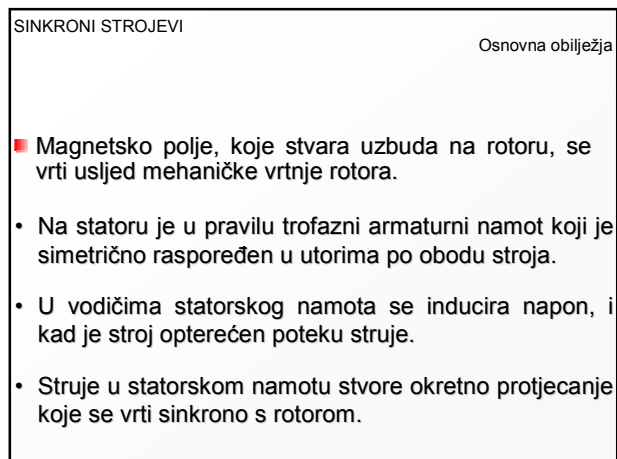 SINKRONI STROJEVI
Osnovna obilježja
Magnetsko polje, koje stvara uzbuda na rotoru, se
vrti usljed mehaničke vrtnje rotora.
• Na statoru je u pravilu trofazni armaturni namot koji je
simetrično raspoređen u utorima po obodu stroja.
• U vodičima statorskog namota se inducira napon, i
kad je stroj opterećen poteku struje.
• Struje u statorskom namotu stvore okretno protjecanje
koje se vrti sinkrono s rotorom.